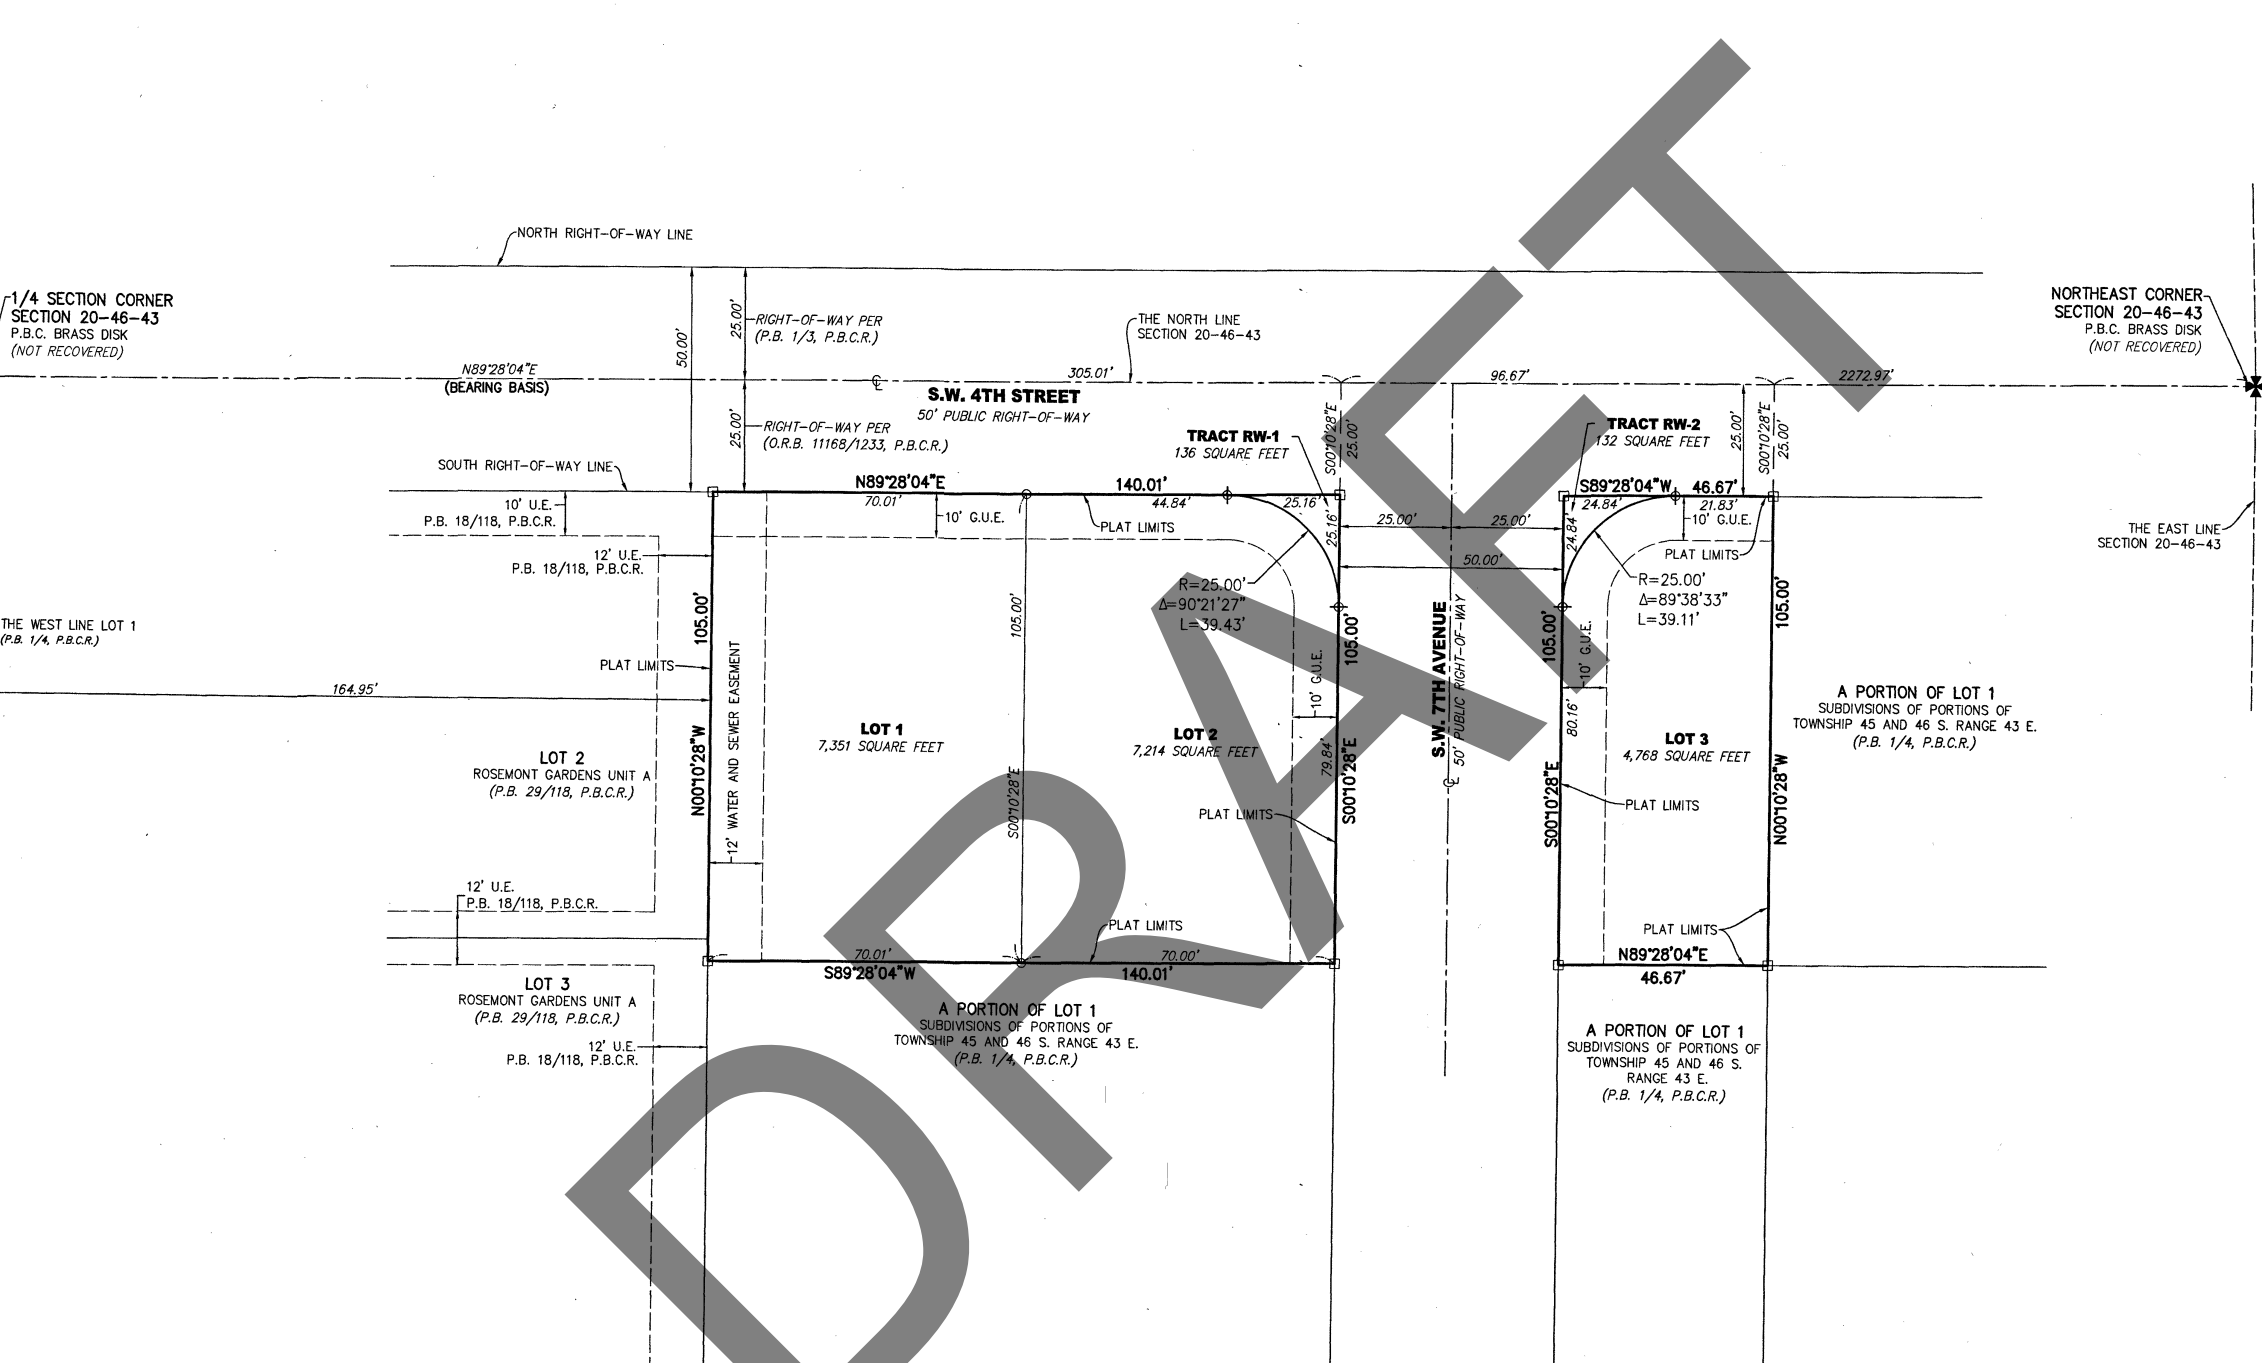 NORTH RIGHT-OF-WAY LINE
1/4 SECTION CORNER
SECTION 20-46-43
P.B.C. BRASS DISK
(NOT RECOVERED)
N89°28'04"E
(BEARING BASIS)
50.00'
25.00'
RIGHT-OF-WAY PER
(P.B. 1/3, P.B.C.R.)
25.00'
RIGHT-OF-WAY PER
(O.R.B. 11168/1233, P.B.C.R.)
THE NORTH LINE
SECTION 20-46-43
305.01'
S.W. 4TH STREET
50' PUBLIC RIGHT-OF-WAY
96.67'
2272.97'
NORTHEAST CORNER
SECTION 20-46-43
P.B.C. BRASS DISK
(NOT RECOVERED)
THE EAST LINE
SECTION 20-46-43
SOUTH RIGHT-OF-WAY LINE
TRACT RW-1
136 SQUARE FEET
S00°10'28"E
25.00'
TRACT RW-2
132 SQUARE FEET
25.00'
S00°10'28"E
25.00'
10' U.E.
P.B. 18/118, P.B.C.R.
12' U.E.
P.B. 18/118, P.B.C.R.
N89°28'04"E
140.01'
70.01'
44.84'
25.16'
10' G.U.E.
PLAT LIMITS
25.16'
25.00'
25.00'
50.00'
S89°28'04"W
46.67'
24.84'
21.83'
24.84'
10' G.U.E.
PLAT LIMITS
R=25.00'
Δ=90°21'27"
L=39.43'
R=25.00'
Δ=89°38'33"
L=39.11'
THE WEST LINE LOT 1
(P.B. 1/4, P.B.C.R.)
164.95'
PLAT LIMITS
105.00'
N00°10'28"W
12' WATER AND SEWER EASEMENT
LOT 1
7,351 SQUARE FEET
105.00'
S00°10'28"E
LOT 2
7,214 SQUARE FEET
10' G.U.E.
79.84'
105.00'
S00°10'28"E
PLAT LIMITS
S.W. 7TH AVENUE
50' PUBLIC RIGHT-OF-WAY
105.00'
S00°10'28"E
10' G.U.E.
80.16'
LOT 3
4,768 SQUARE FEET
PLAT LIMITS
105.00'
N00°10'28"W
A PORTION OF LOT 1
SUBDIVISIONS OF PORTIONS OF
TOWNSHIP 45 AND 46 S. RANGE 43 E.
(P.B. 1/4, P.B.C.R.)
LOT 2
ROSEMONT GARDENS UNIT A
(P.B. 29/118, P.B.C.R.)
12' U.E.
P.B. 18/118, P.B.C.R.
PLAT LIMITS
70.01'
70.00'
S89°28'04"W
140.01'
PLAT LIMITS
N89°28'04"E
46.67'
LOT 3
ROSEMONT GARDENS UNIT A
(P.B. 29/118, P.B.C.R.)
12' U.E.
P.B. 18/118, P.B.C.R.
A PORTION OF LOT 1
SUBDIVISIONS OF PORTIONS OF
TOWNSHIP 45 AND 46 S. RANGE 43 E.
(P.B. 1/4, P.B.C.R.)
A PORTION OF LOT 1
SUBDIVISIONS OF PORTIONS OF
TOWNSHIP 45 AND 46 S.
RANGE 43 E.
(P.B. 1/4, P.B.C.R.)
DRAFT